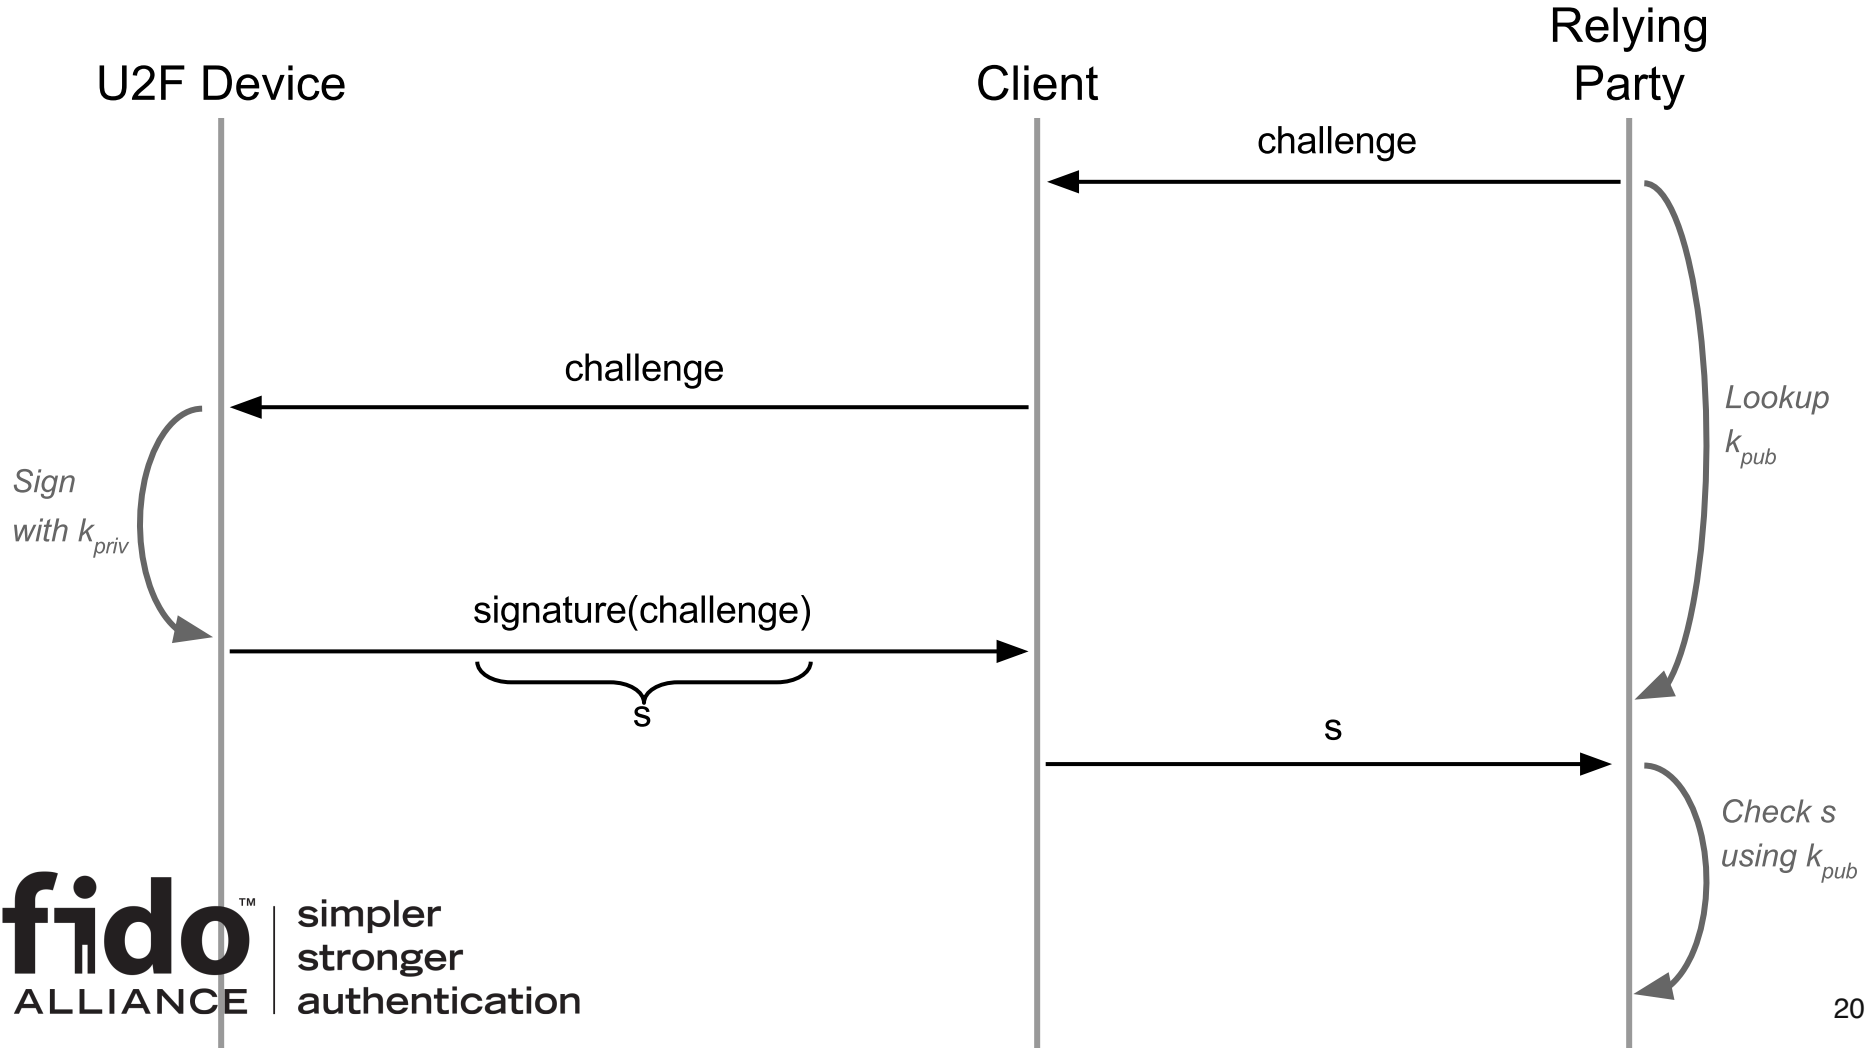 U2F Device
Client
Relying
Party
challenge
challenge
Lookup
kpub
Sign
with kpriv
signature(challenge)
s
s
Check s
using kpub
fido™
ALLIANCE
simpler
stronger
authentication
20